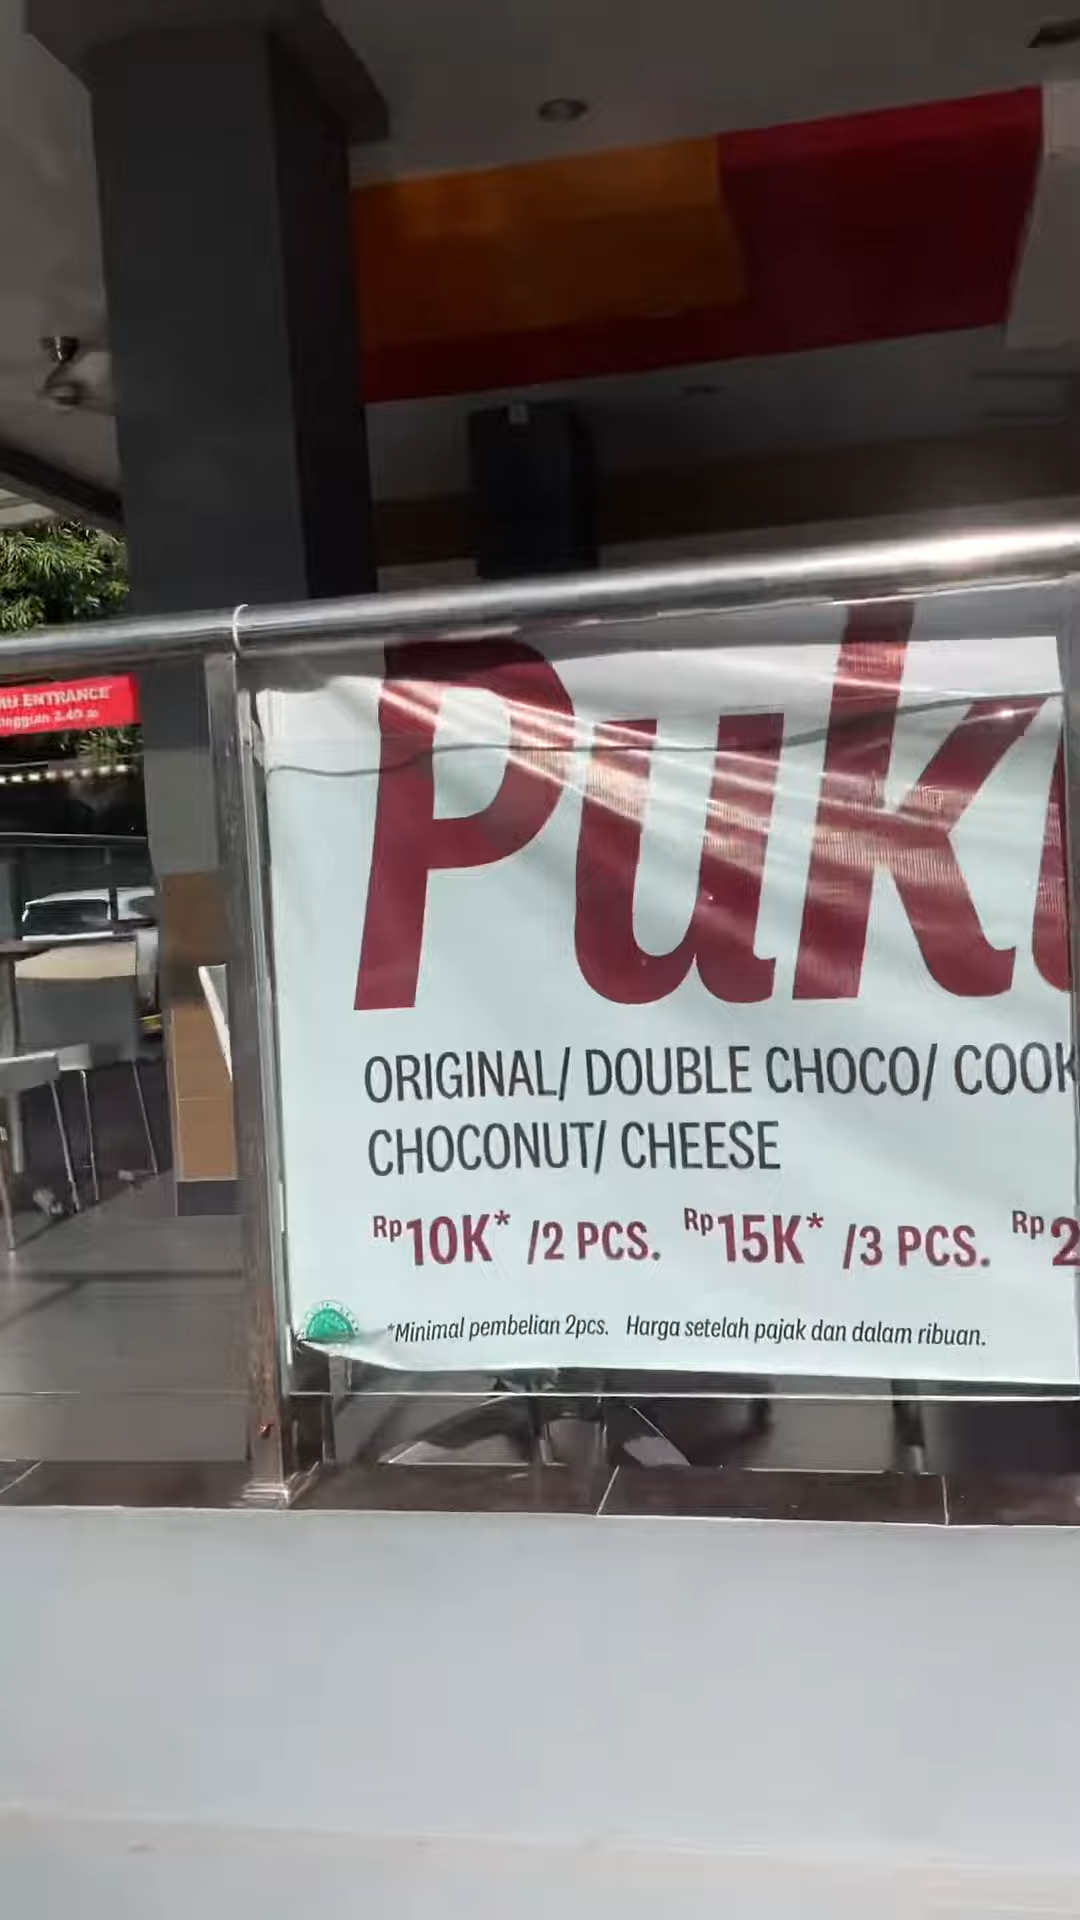 ENTRANCE
Puk
ORIGINAL/ DOUBLE CHOCO/ COOK
CHOCONUT/ CHEESE
Rp10K* /2 PCS. Rp15K* /3 PCS. Rp2
*Minimal pembelian 2pcs. Harga setelah pajak dan dalam ribuan.